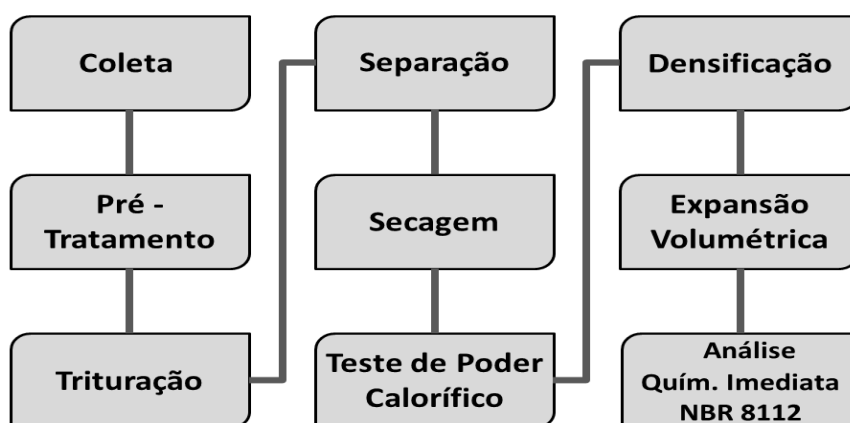 Coleta
Pré -
Tratamento
Trituração
Separação
Secagem
Teste de Poder
Calorífico
Densificação
Expansão
Volumétrica
Análise
Quím. Imediata
NBR 8112